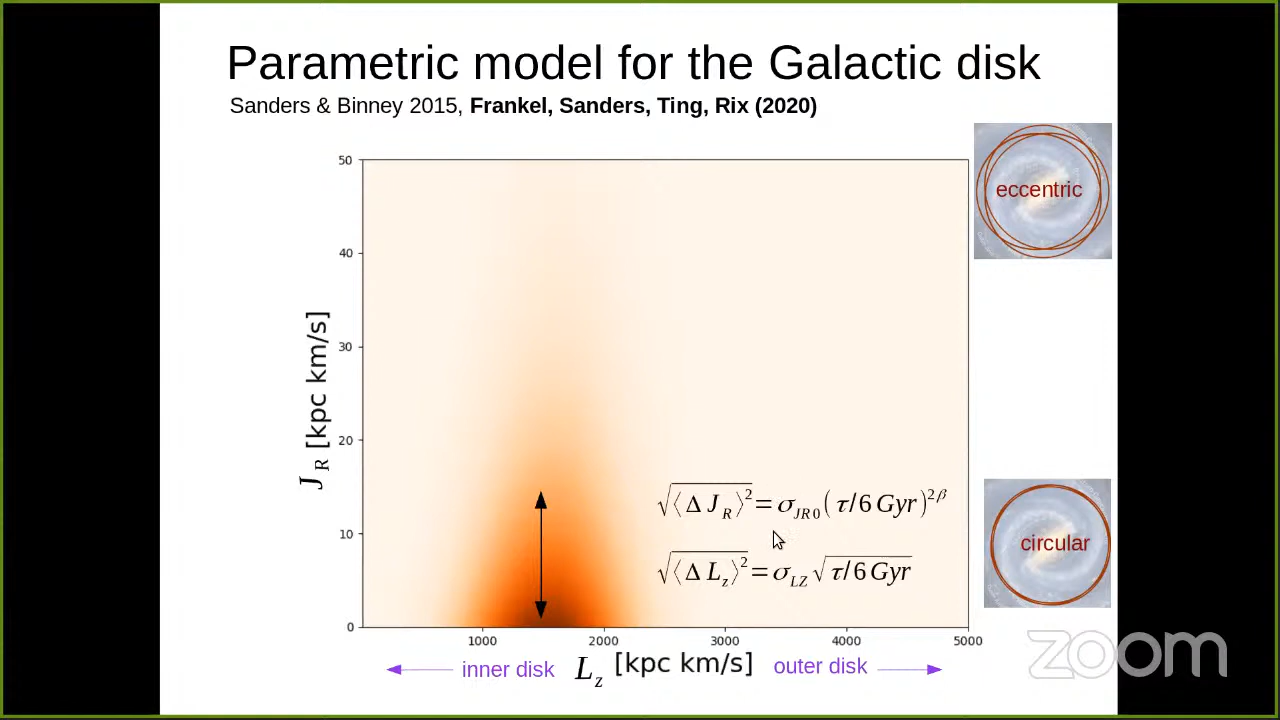 Parametric model for the Galactic disk
Sanders & Binney 2015, Frankel, Sanders, Ting, Rix (2020)
eccentric
50
40
30
20
10
0
J_R [kpc km/s]
√⟨Δ J_R⟩² = σ_JR0 (τ/6 Gyr)^2β
√⟨Δ L_z⟩² = σ_LZ √τ/6 Gyr
circular
1000 2000 3000 4000 5000
inner disk L_z [kpc km/s] outer disk
zoom